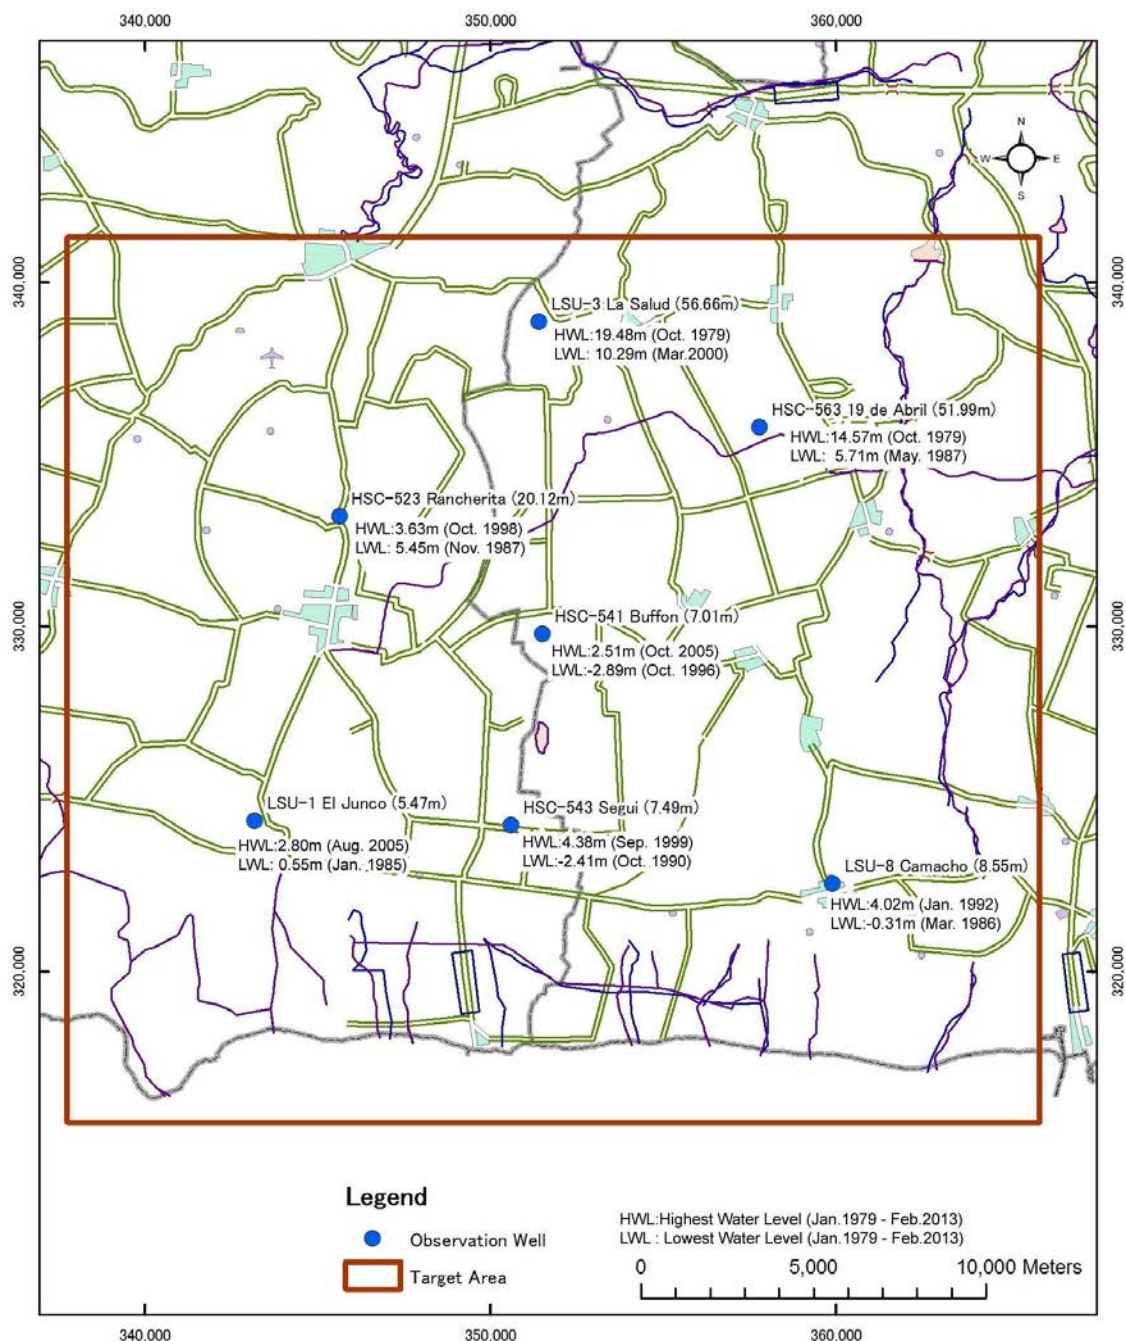 340,000 350,000 360,000
N
W E
S
340,000 340,000
LSU-3 La Salud (56.66m)
HWL:19.48m (Oct. 1979)
LWL: 10.29m (Mar.2000)
HSC-563 19 de Abril (51.99m)
HWL:14.57m (Oct. 1979)
LWL: 5.71m (May. 1987)
HSC-523 Rancherita (20.12m)
HWL:3.63m (Oct. 1998)
LWL: 5.45m (Nov. 1987)
330,000 330,000
HSC-541 Buffon (7.01m)
HWL:2.51m (Oct. 2005)
LWL:-2.89m (Oct. 1996)
LSU-1 El Junco (5.47m)
HWL:2.80m (Aug. 2005)
LWL: 0.55m (Jan. 1985)
HSC-543 Segui (7.49m)
HWL:4.38m (Sep. 1999)
LWL:-2.41m (Oct. 1990)
LSU-8 Camacho (8.55m)
HWL:4.02m (Jan. 1992)
LWL:-0.31m (Mar. 1986)
320,000 320,000
Legend
Observation Well
Target Area
HWL:Highest Water Level (Jan.1979 - Feb.2013)
LWL : Lowest Water Level (Jan.1979 - Feb.2013)
0 5,000 10,000 Meters
340,000 350,000 360,000